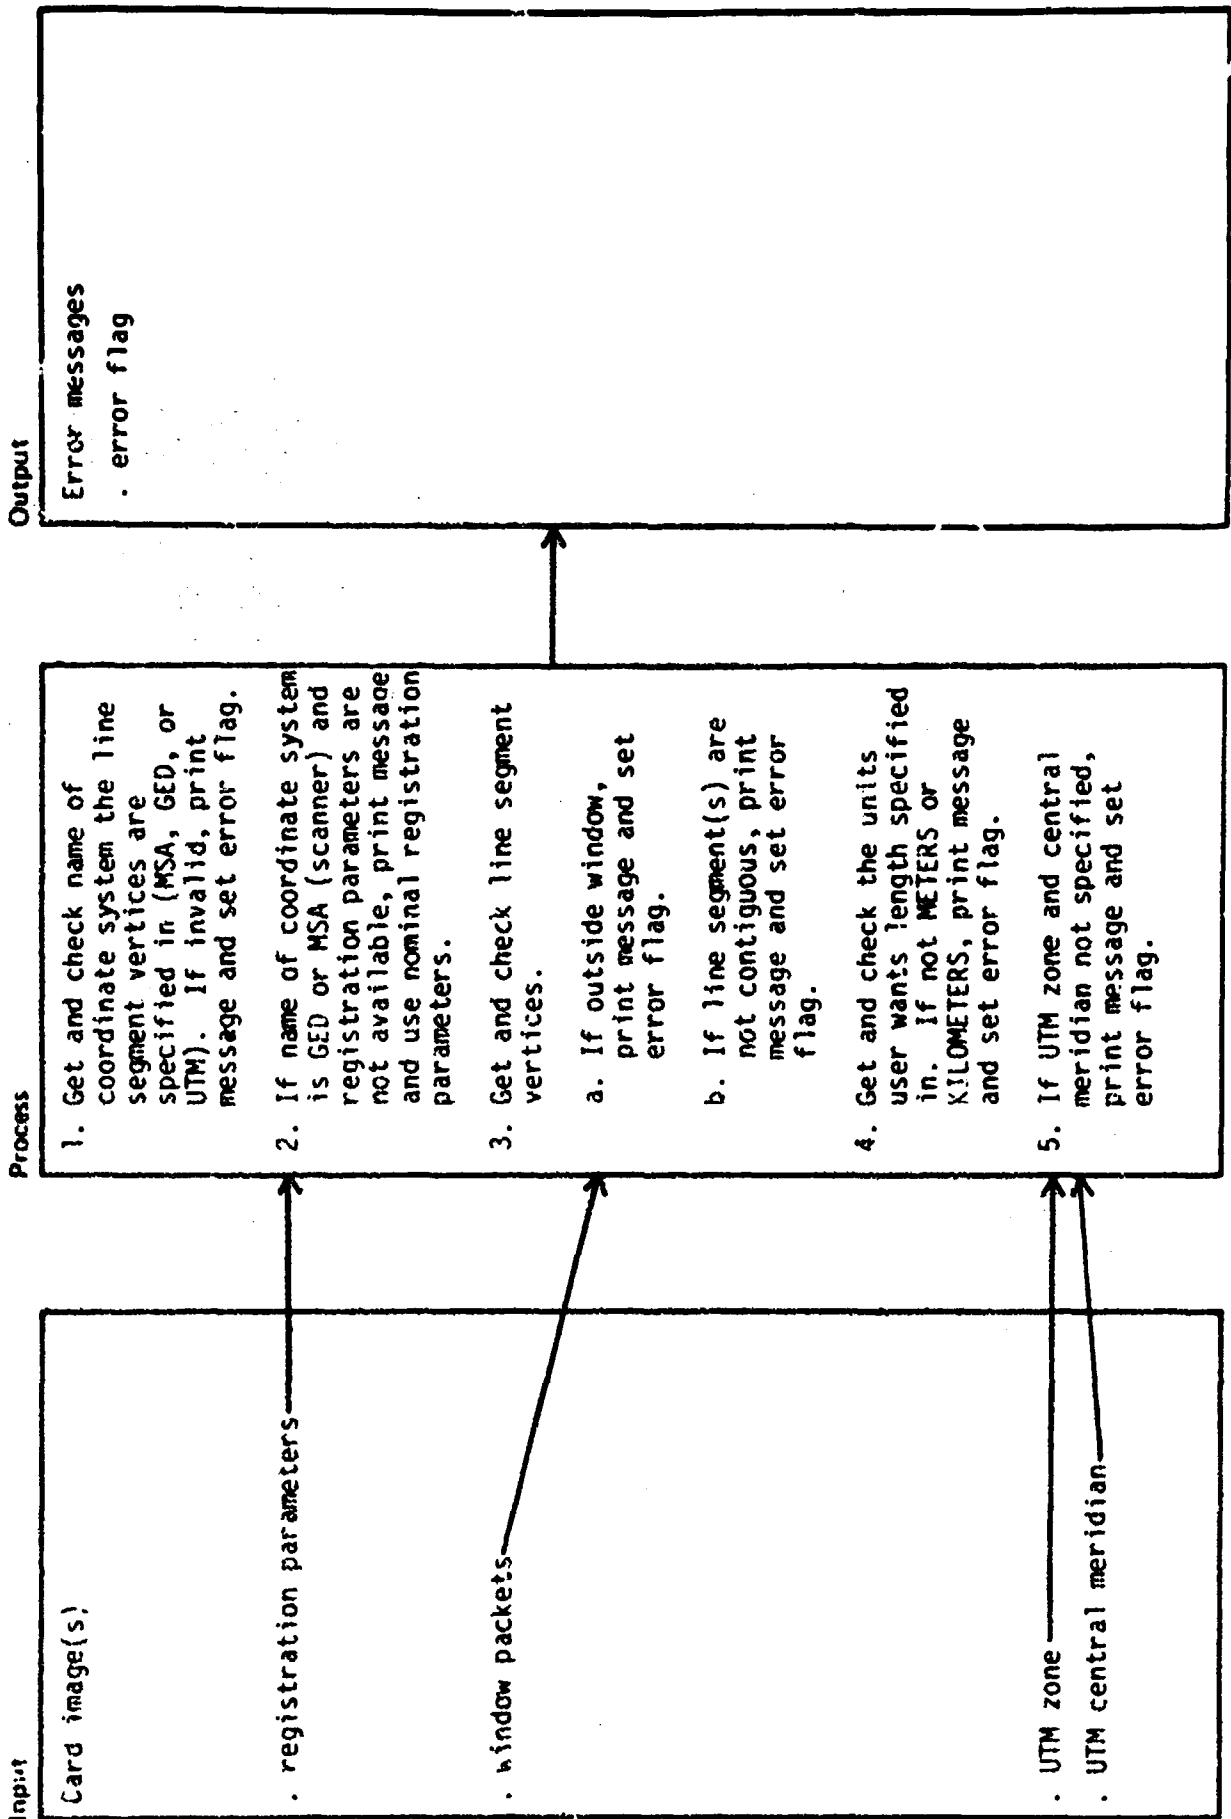 Input
Card image(s)
. registration parameters
. window packets
. UTM zone
. UTM central meridian
Process
1. Get and check name of
coordinate system the line
segment vertices are
specified in (MSA, GED, or
UTM). If invalid, print
message and set error flag.
2. If name of coordinate system
is GED or MSA (scanner) and
registration parameters are
not available, print message
and use nominal registration
parameters.
3. Get and check line segment
vertices.
a. If outside window,
print message and set
error flag.
b. If line segment(s) are
not contiguous, print
message and set error
flag.
4. Get and check the units
user wants length specified
in. If not METERS or
KILOMETERS, print message
and set error flag.
5. If UTM zone and central
meridian not specified,
print message and set
error flag.
Output
Error messages
. error flag